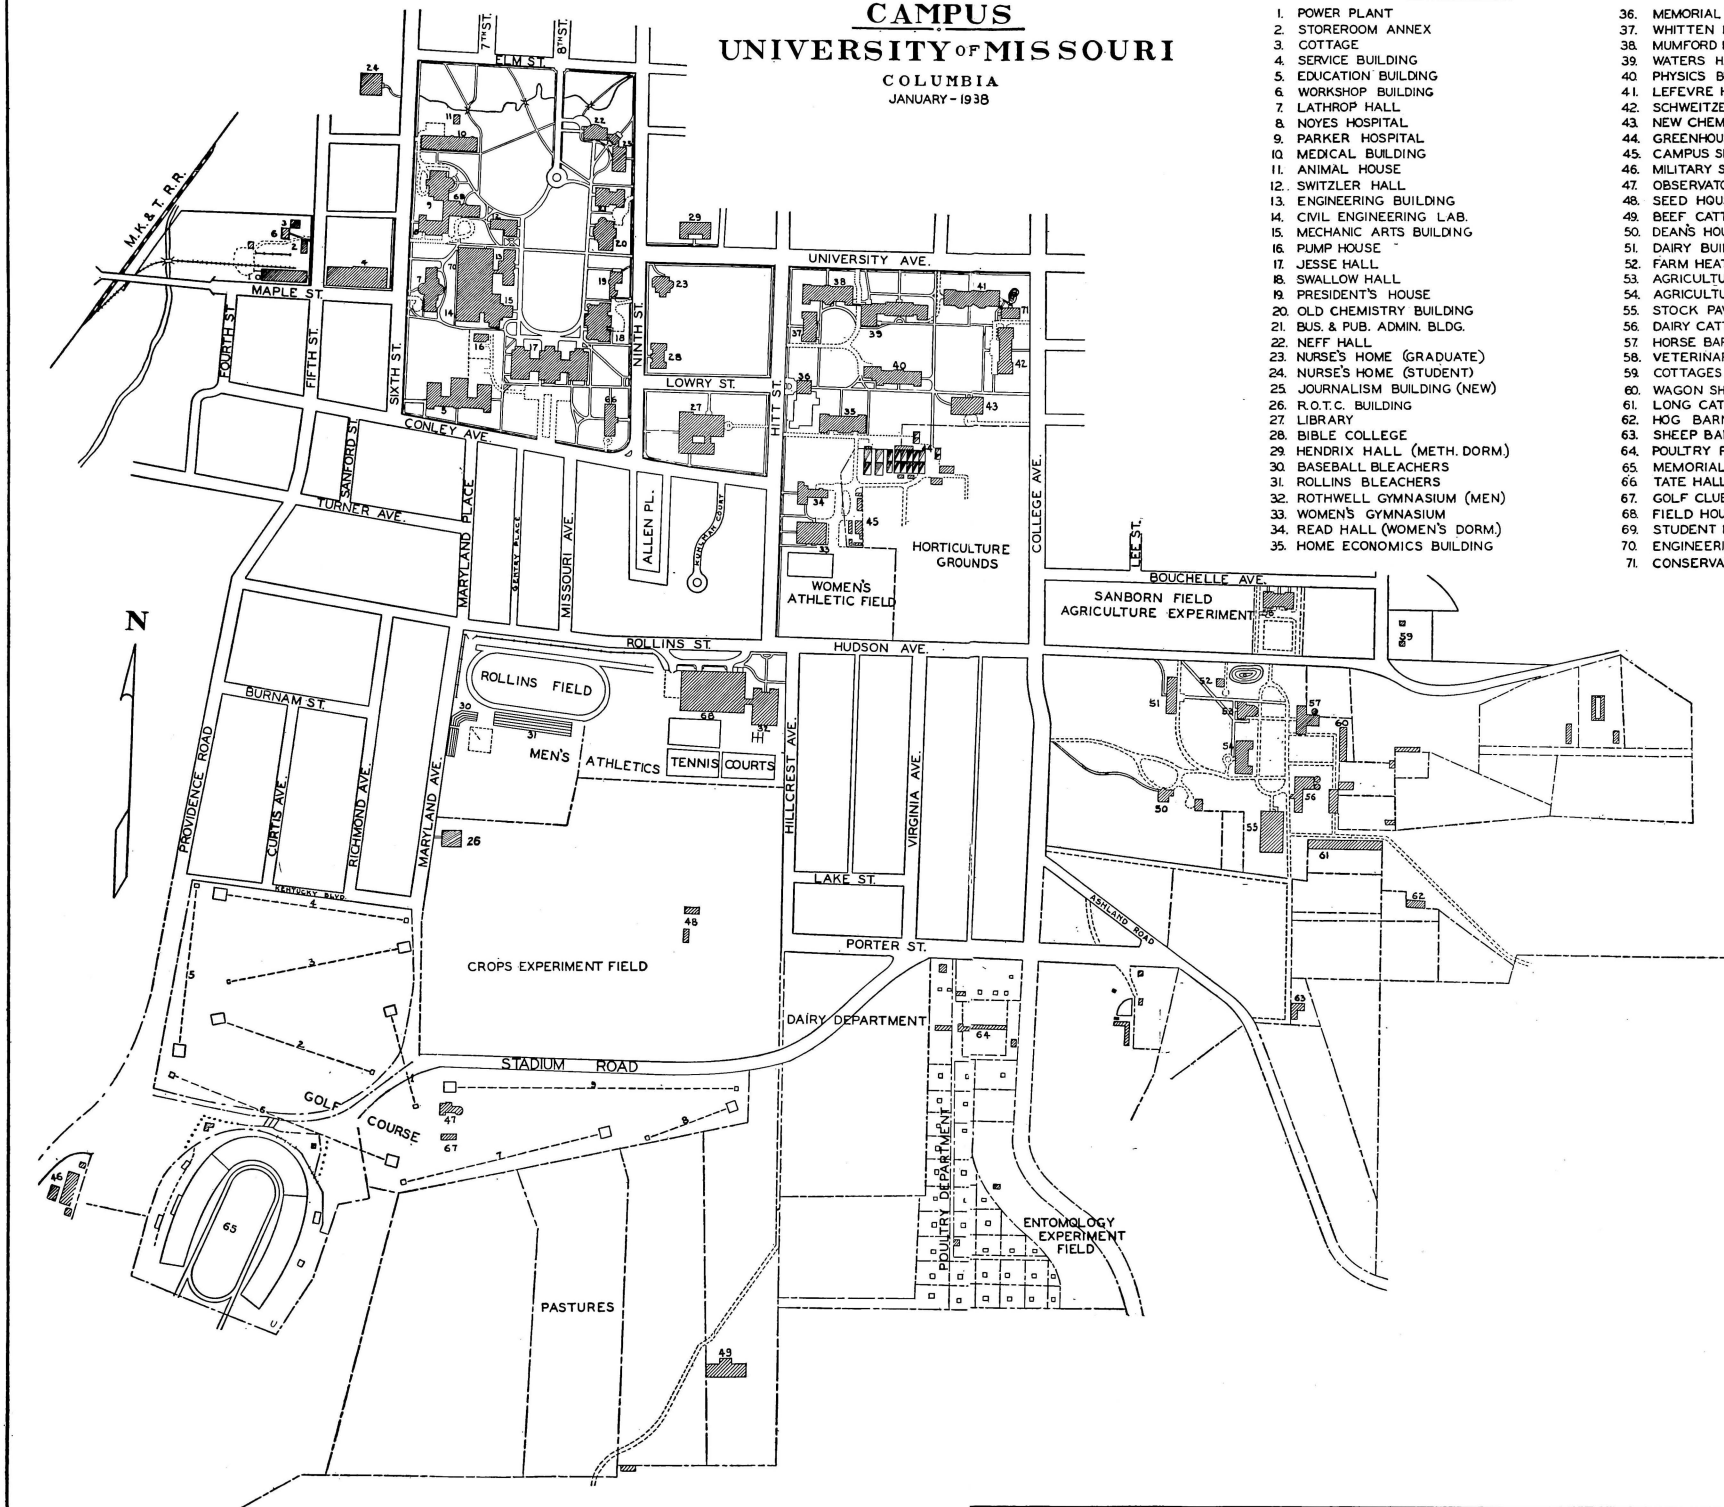 CAMPUS
UNIVERSITY OF MISSOURI
COLUMBIA
JANUARY - 1938
1. POWER PLANT
2. STOREROOM ANNEX
3. COTTAGE
4. SERVICE BUILDING
5. EDUCATION BUILDING
6. WORKSHOP BUILDING
7. LATHROP HALL
8. NOYES HOSPITAL
9. PARKER HOSPITAL
10. MEDICAL BUILDING
11. ANIMAL HOUSE
12. SWITZLER HALL
13. ENGINEERING BUILDING
14. CIVIL ENGINEERING LAB.
15. MECHANIC ARTS BUILDING
16. PUMP HOUSE
17. JESSE HALL
18. SWALLOW HALL
19. PRESIDENT'S HOUSE
20. OLD CHEMISTRY BUILDING
21. BUS. & PUB. ADMIN. BLDG.
22. NEFF HALL
23. NURSE'S HOME (GRADUATE)
24. NURSE'S HOME (STUDENT)
25. JOURNALISM BUILDING (NEW)
26. R.O.T.C. BUILDING
27. LIBRARY
28. BIBLE COLLEGE
29. HENDRIX HALL (METH. DORM.)
30. BASEBALL BLEACHERS
31. ROLLINS BLEACHERS
32. ROTHWELL GYMNASIUM (MEN)
33. WOMEN'S GYMNASIUM
34. READ HALL (WOMEN'S DORM.)
35. HOME ECONOMICS BUILDING
36. MEMORIAL
37. WHITTEN
38. MUMFORD
39. WATERS H
40. PHYSICS B
41. LEFEVRE H
42. SCHWEITZE
43. NEW CHEM
44. GREENHOU
45. CAMPUS S
46. MILITARY S
47. OBSERVATO
48. SEED HOU
49. BEEF CATT
50. DEAN'S HOU
51. DAIRY BUI
52. FARM HEAT
53. AGRICULTU
54. AGRICULTU
55. STOCK PA
56. DAIRY CAT
57. HORSE BAR
58. VETERINAR
59. COTTAGES
60. WAGON SH
61. LONG CAT
62. HOG BARN
63. SHEEP BA
64. POULTRY
65. MEMORIAL
66. TATE HALL
67. GOLF CLUB
68. FIELD HOU
69. STUDENT
70. ENGINEERI
71. CONSERVA
7TH ST.
8TH ST.
ELM ST.
M.K. & T. R.R.
MAPLE ST.
FOURTH ST.
FIFTH ST.
SIXTH ST.
NINTH ST.
UNIVERSITY AVE.
LOWRY ST.
HITT ST.
CONLEY AVE.
SANFORD ST.
TURNER AVE.
MARYLAND PLACE
GENTRY PLACE
MISSOURI AVE.
ALLEN PL.
KUHLMAN COURT
COLLEGE AVE.
HORTICULTURE
GROUNDS
WOMEN'S
ATHLETIC FIELD
LEE ST.
BOUCHELLE AVE.
SANBORN FIELD
AGRICULTURE EXPERIMENT
N
ROLLINS ST.
HUDSON AVE.
ROLLINS FIELD
MEN'S ATHLETICS
TENNIS COURTS
BURNAM ST.
PROVIDENCE ROAD
CURTIS AVE.
RICHMOND AVE.
MARYLAND AVE.
HILLCREST AVE.
VIRGINIA AVE.
KENTUCKY BLVD.
LAKE ST.
ASHLAND ROAD
PORTER ST.
CROPS EXPERIMENT FIELD
DAIRY DEPARTMENT
STADIUM ROAD
GOLF
COURSE
POULTRY DEPARTMENT
ENTOMOLOGY
EXPERIMENT
FIELD
PASTURES